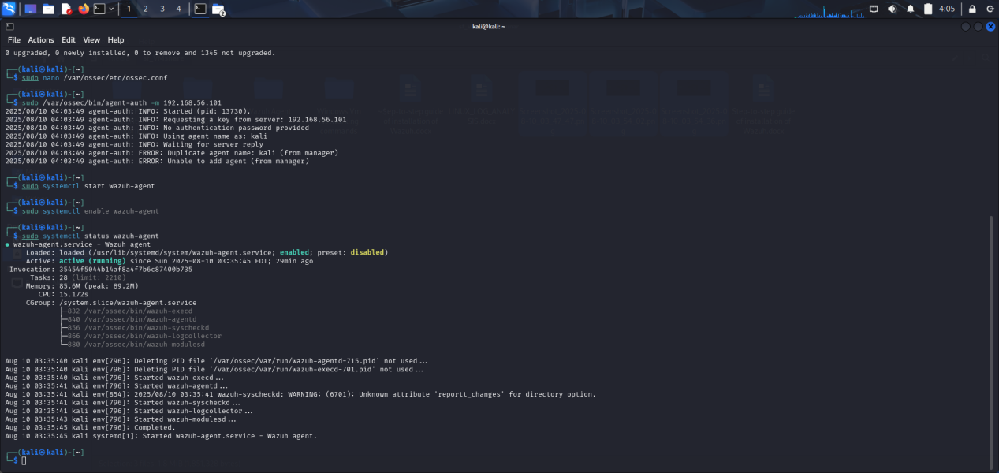 1 2 3 4
2
4:05
kali@kali: ~
File Actions Edit View Help
0 upgraded, 0 newly installed, 0 to remove and 1345 not upgraded.
┌──(kali㉿kali)-[~]
└─$ sudo nano /var/ossec/etc/ossec.conf
┌──(kali㉿kali)-[~]
└─$ sudo /var/ossec/bin/agent-auth -m 192.168.56.101
2025/08/10 04:03:49 agent-auth: INFO: Started (pid: 13730).
2025/08/10 04:03:49 agent-auth: INFO: Requesting a key from server: 192.168.56.101
2025/08/10 04:03:49 agent-auth: INFO: No authentication password provided
2025/08/10 04:03:49 agent-auth: INFO: Using agent name as: kali
2025/08/10 04:03:49 agent-auth: INFO: Waiting for server reply
2025/08/10 04:03:49 agent-auth: ERROR: Duplicate agent name: kali (from manager)
2025/08/10 04:03:49 agent-auth: ERROR: Unable to add agent (from manager)
┌──(kali㉿kali)-[~]
└─$ sudo systemctl start wazuh-agent
┌──(kali㉿kali)-[~]
└─$ sudo systemctl enable wazuh-agent
┌──(kali㉿kali)-[~]
└─$ sudo systemctl status wazuh-agent
● wazuh-agent.service - Wazuh agent
Loaded: loaded (/usr/lib/systemd/system/wazuh-agent.service; enabled; preset: disabled)
Active: active (running) since Sun 2025-08-10 03:35:45 EDT; 29min ago
Invocation: 35454f5044b14af8a4f7b6c87400b735
Tasks: 28 (limit: 2210)
Memory: 85.6M (peak: 89.2M)
CPU: 15.172s
CGroup: /system.slice/wazuh-agent.service
├─832 /var/ossec/bin/wazuh-execd
├─840 /var/ossec/bin/wazuh-agentd
├─856 /var/ossec/bin/wazuh-syscheckd
├─866 /var/ossec/bin/wazuh-logcollector
└─880 /var/ossec/bin/wazuh-modulesd
Aug 10 03:35:40 kali env[796]: Deleting PID file '/var/ossec/var/run/wazuh-agentd-715.pid' not used...
Aug 10 03:35:40 kali env[796]: Deleting PID file '/var/ossec/var/run/wazuh-execd-701.pid' not used...
Aug 10 03:35:40 kali env[796]: Started wazuh-execd...
Aug 10 03:35:41 kali env[796]: Started wazuh-agentd...
Aug 10 03:35:41 kali env[854]: 2025/08/10 03:35:41 wazuh-syscheckd: WARNING: (6701): Unknown attribute 'reportt_changes' for directory option.
Aug 10 03:35:41 kali env[796]: Started wazuh-syscheckd...
Aug 10 03:35:41 kali env[796]: Started wazuh-logcollector...
Aug 10 03:35:43 kali env[796]: Started wazuh-modulesd...
Aug 10 03:35:45 kali env[796]: Completed.
Aug 10 03:35:45 kali systemd[1]: Started wazuh-agent.service - Wazuh agent.
┌──(kali㉿kali)-[~]
└─$